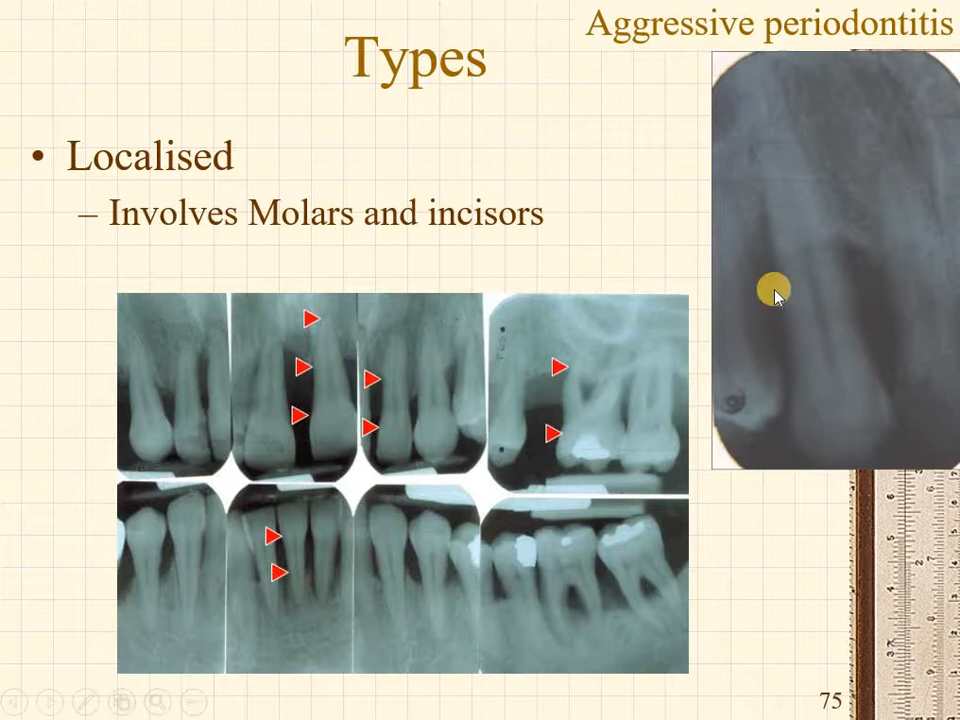 Aggressive periodontitis
Types
• Localised
– Involves Molars and incisors
75